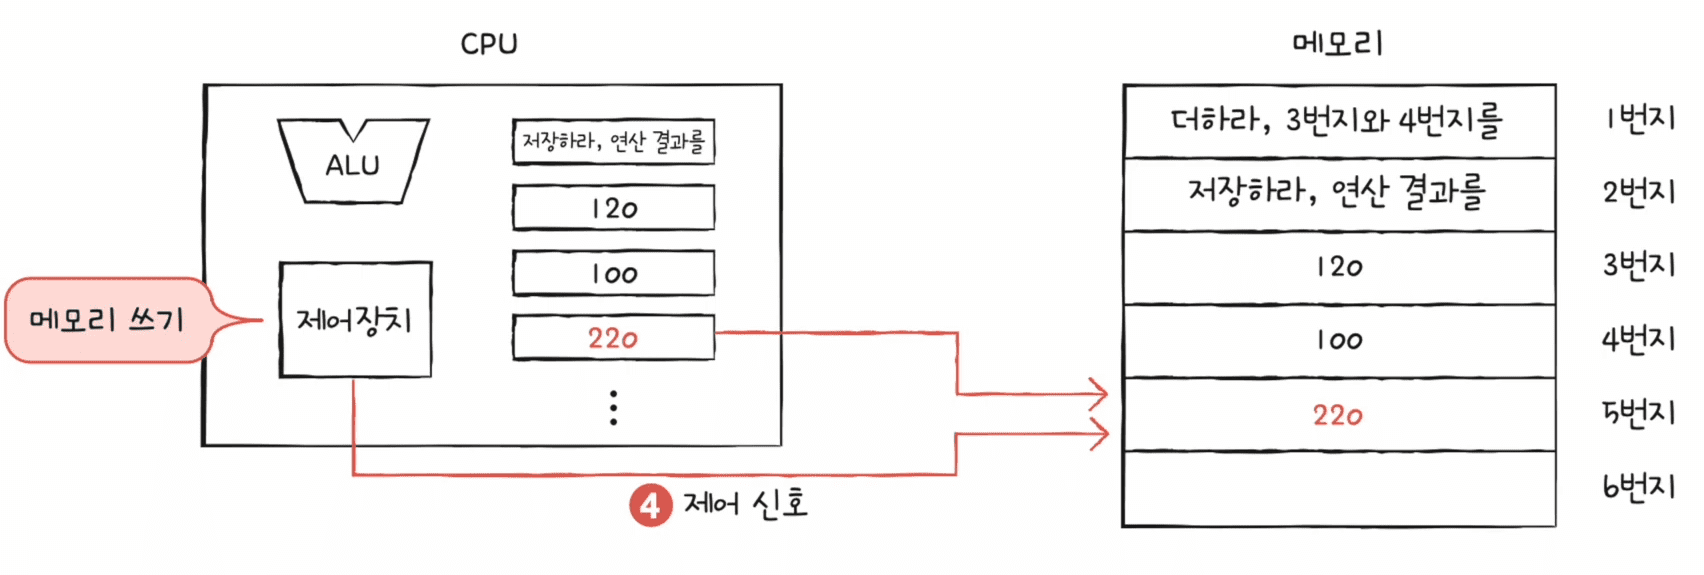 CPU
메모리
ALU
제어장치
메모리 쓰기
저장하라, 연산 결과를
120
100
220
더하라, 3번지와 4번지를
1번지
저장하라, 연산 결과를
2번지
120
3번지
100
4번지
220
5번지
6번지
4 제어 신호